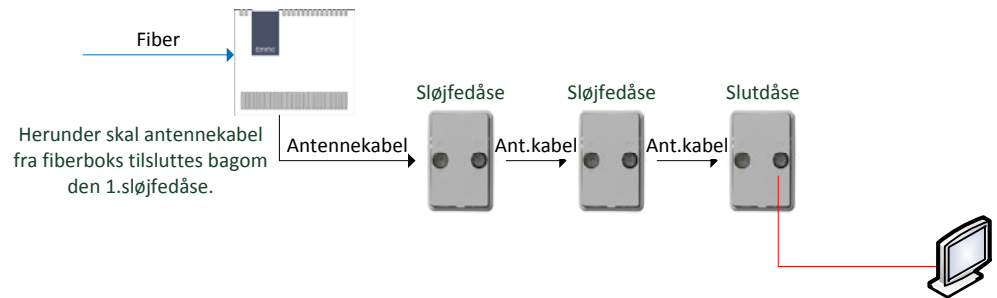 Fiber
Sløjfedåse
Sløjfedåse
Slutdåse
Herunder skal antennekabel
fra fiberboks tilsluttes bagom
den 1.sløjfedåse.
Antennekabel
Ant.kabel
Ant.kabel